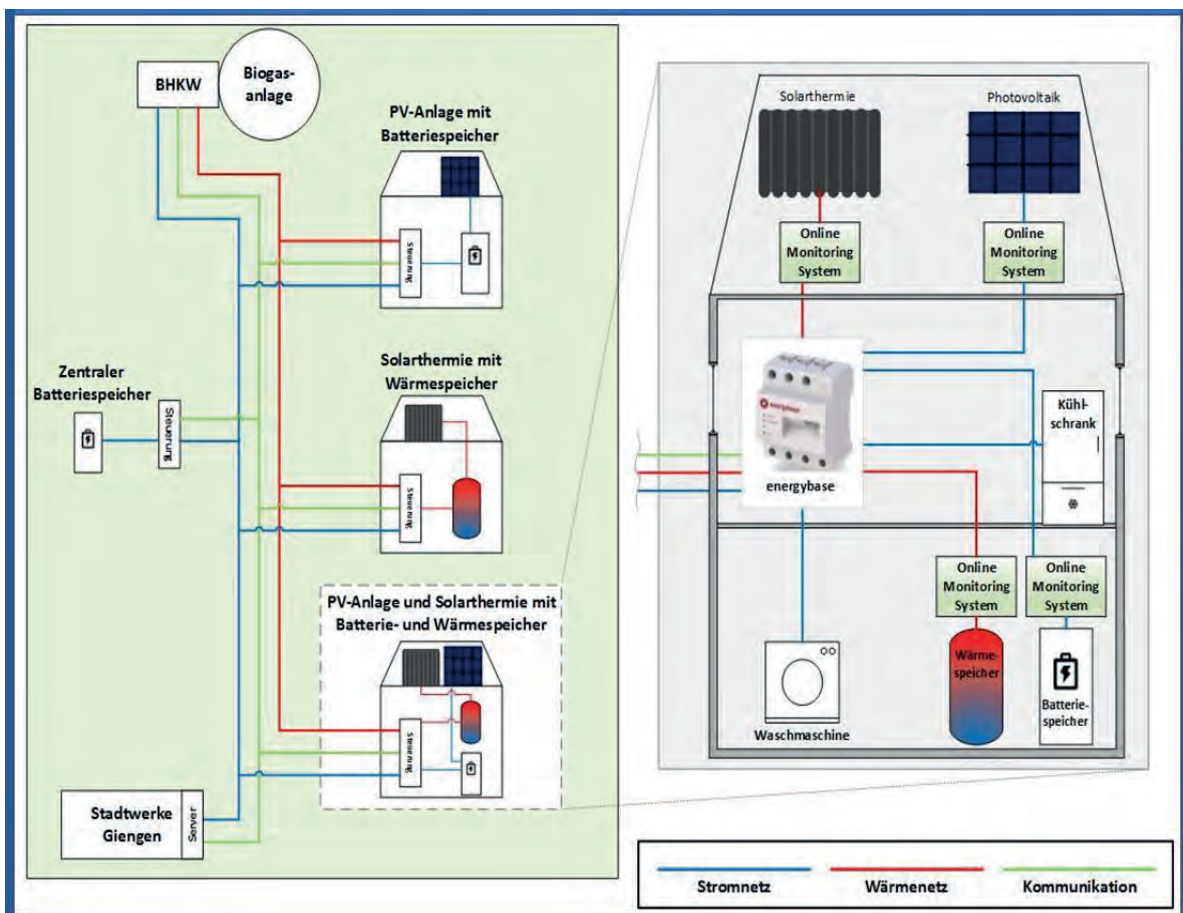 BHKW
Biogas-
anlage
PV-Anlage mit
Batteriespeicher
Steuerung
Zentraler
Batteriespeicher
Steuerung
Solarthermie mit
Wärmespeicher
Steuerung
PV-Anlage und Solarthermie mit
Batterie- und Wärmespeicher
Steuerung
Stadtwerke
Giengen
Server
Solarthermie
Photovoltaik
Online
Monitoring
System
Online
Monitoring
System
energybase
energybase
Kühl-
schrank
Online
Monitoring
System
Online
Monitoring
System
Waschmaschine
Wärme-
speicher
Batterie-
speicher
Stromnetz
Wärmenetz
Kommunikation